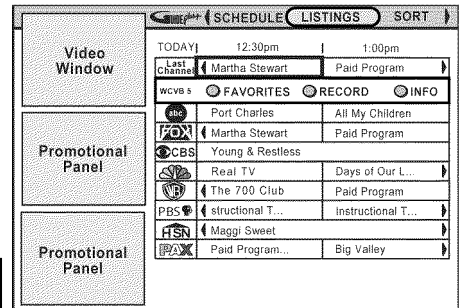 GUIDE Plus+ SCHEDULE LISTINGS SORT
Video
Window
Promotional
Panel
Promotional
Panel
TODAY 12:30pm 1:00pm
Last
Channel Martha Stewart Paid Program
WCVB 5 FAVORITES RECORD INFO
abc Port Charles All My Children
FOX Martha Stewart Paid Program
CBS Young & Restless
Real TV Days of Our L...
WB The 700 Club Paid Program
PBS structional T... Instructional T...
HSN Maggi Sweet
PAX Paid Program... Big Valley